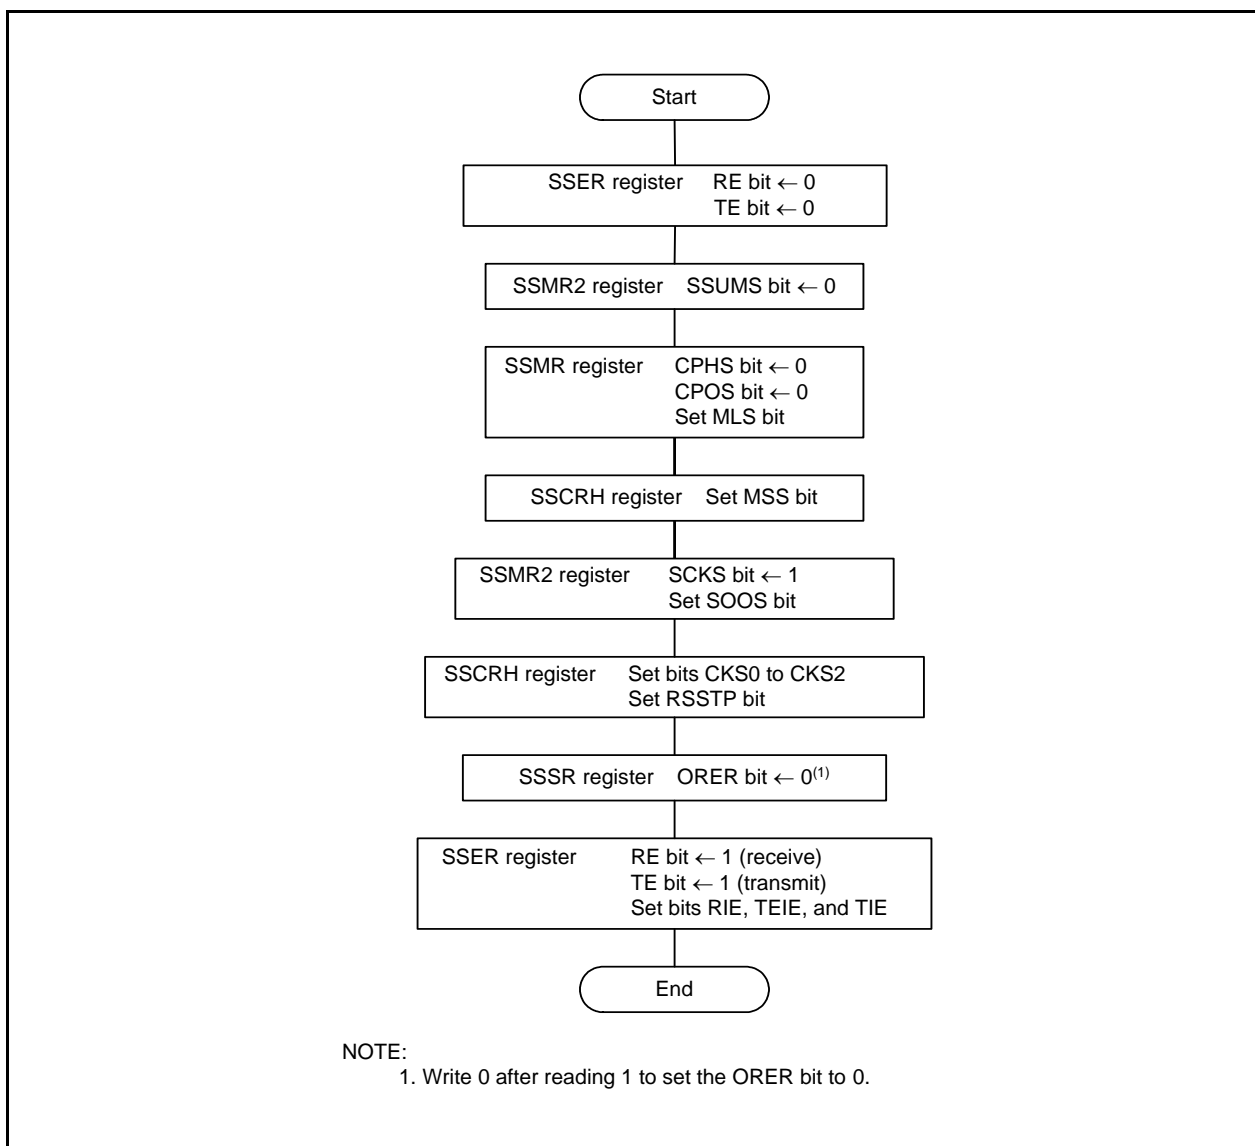 Start
SSER register RE bit ← 0
TE bit ← 0
SSMR2 register SSUMS bit ← 0
SSMR register CPHS bit ← 0
CPOS bit ← 0
Set MLS bit
SSCRH register Set MSS bit
SSMR2 register SCKS bit ← 1
Set SOOS bit
SSCRH register Set bits CKS0 to CKS2
Set RSSTP bit
SSSR register ORER bit ← 0(1)
SSER register RE bit ← 1 (receive)
TE bit ← 1 (transmit)
Set bits RIE, TEIE, and TIE
End
NOTE:
1. Write 0 after reading 1 to set the ORER bit to 0.